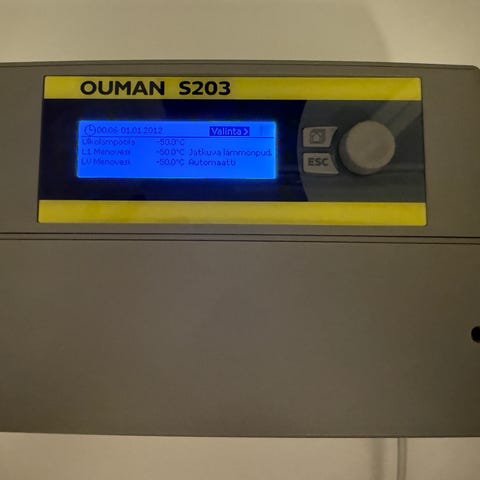 OUMAN S203
00:06 01.01.2012 Valinta >
Ulkolämpötila -50.0°C
L1 Menovesi -50.0°C Jatkuva lämmönpud.
LV Menovesi -50.0°C Automaatti
ESC